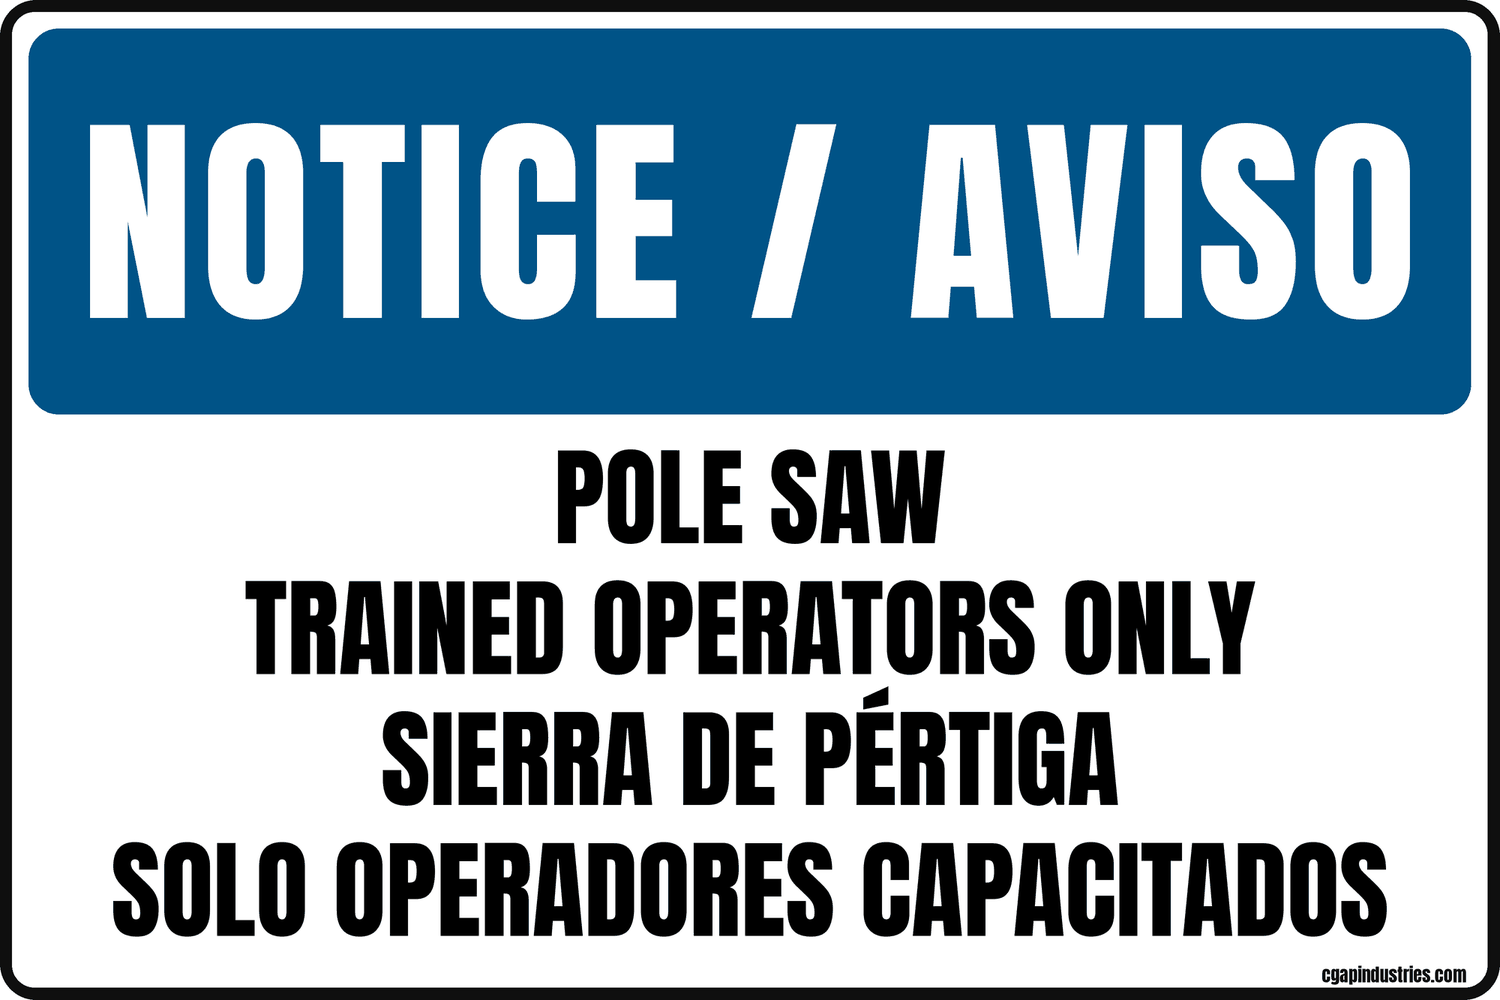 NOTICE / AVISO
POLE SAW
TRAINED OPERATORS ONLY
SIERRA DE PÉRTIGA
SOLO OPERADORES CAPACITADOS
cgapindustries.com